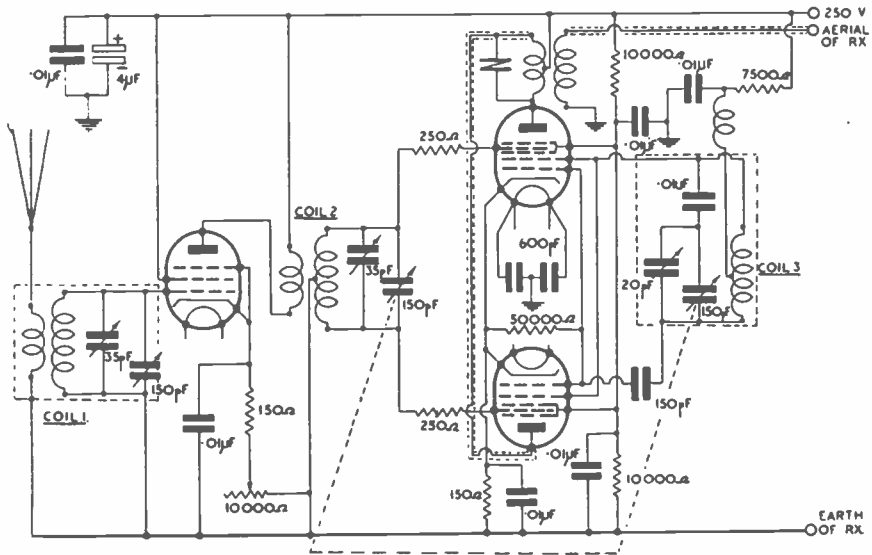 250 V
AERIAL
OF RX
.01µF
+
4µF
-
10000Ω
.01µF
7500Ω
250Ω
.01µF
.01µF
COIL 2
35pF
150pF
600pF
20pF
150pF
COIL 3
50000Ω
35pF
150pF
COIL 1.
.01µF
150Ω
10000Ω
250Ω
150pF
.01µF
150Ω
.01µF
10000Ω
EARTH
OF RX.